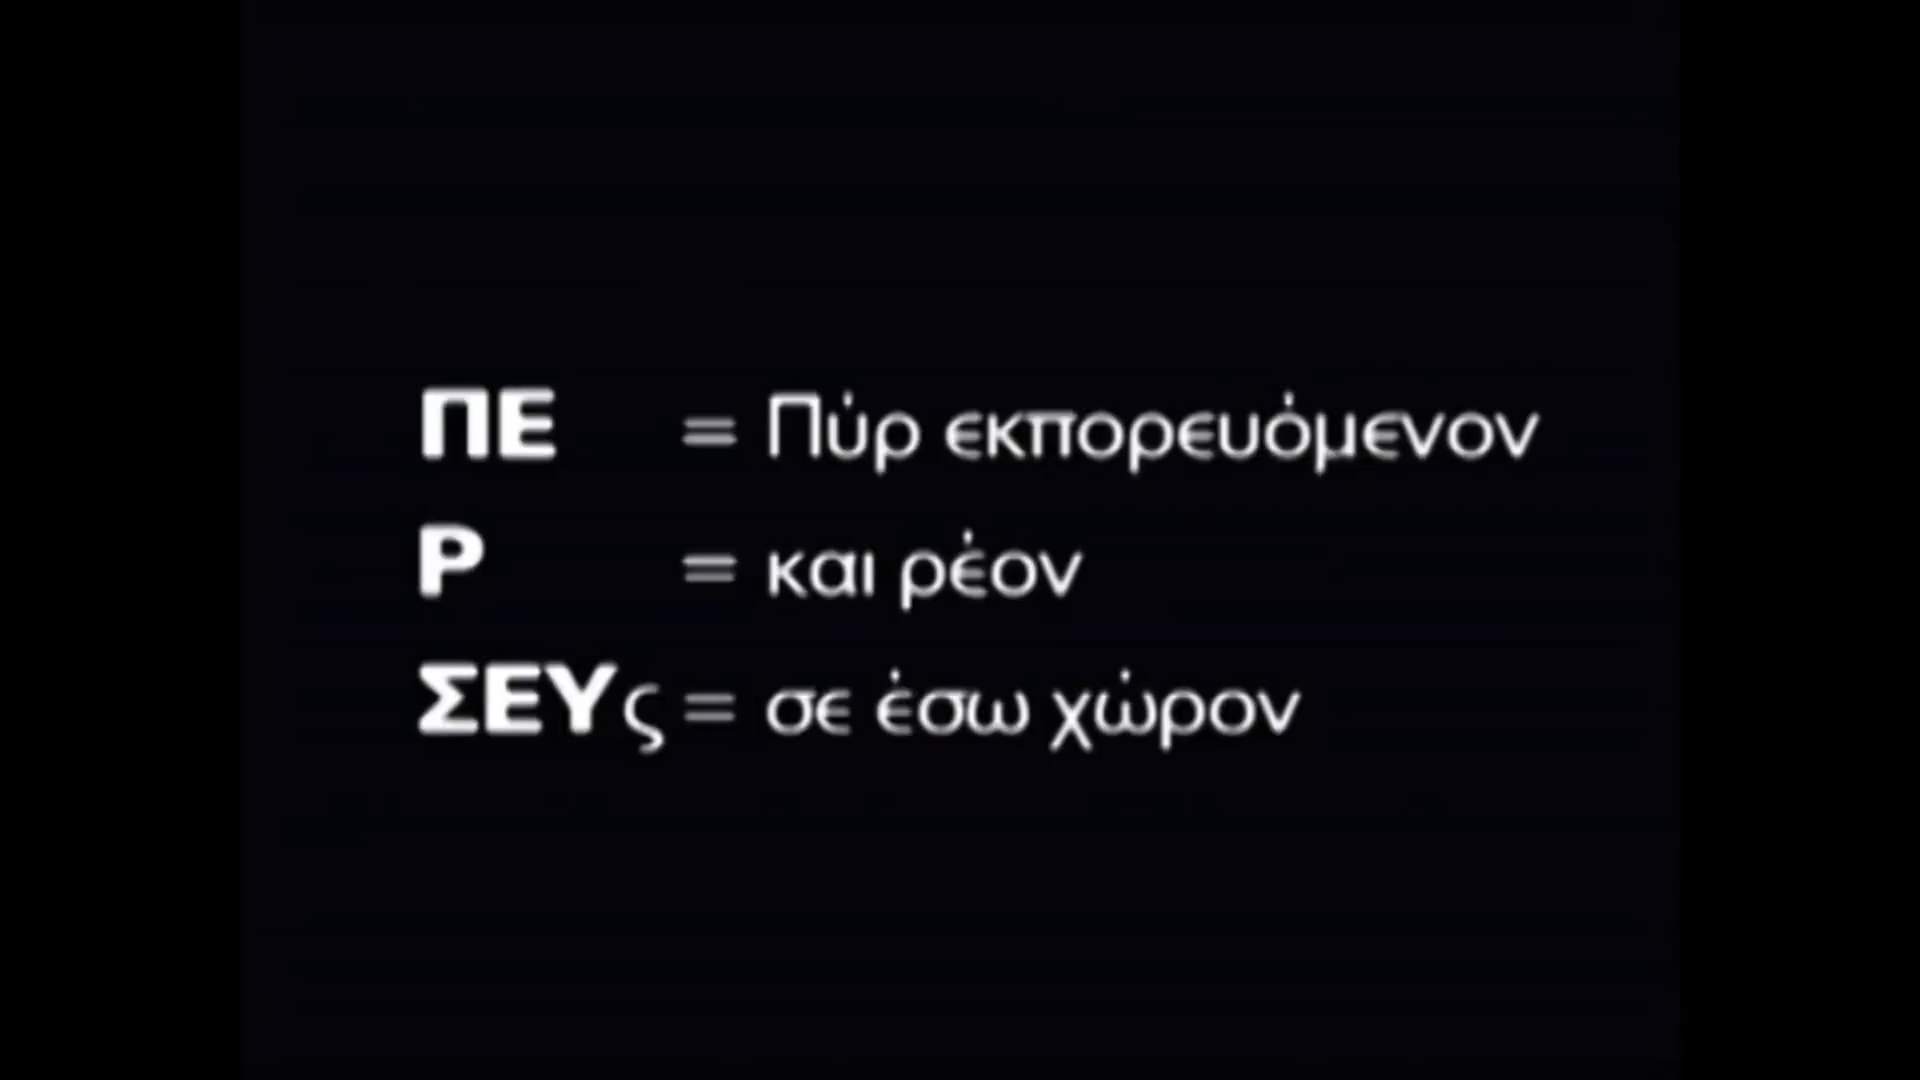 ΠΕ = Πύρ εκπορευόμενον
Ρ = και ρέον
ΣΕΥς = σε έσω χώρον